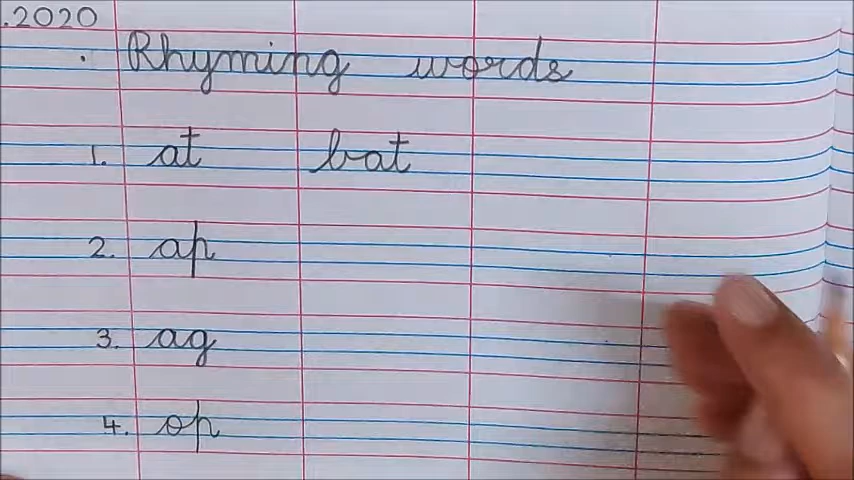 .2020
. Rhyming words
1. at bat
2. ap
3. ag
4. op